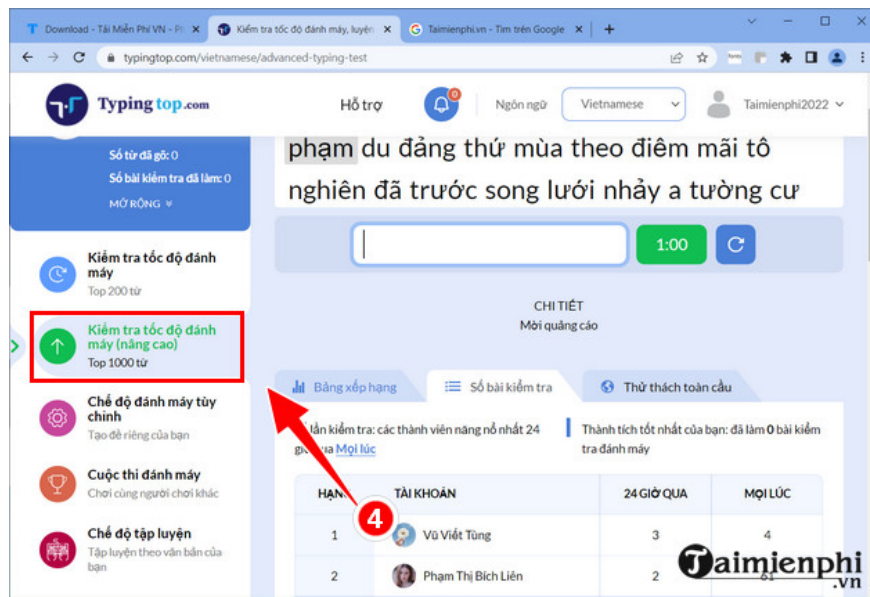 Download - Tải Miễn Phí VN - Ph
Kiểm tra tốc độ đánh máy, luyện
Taimienphi.vn - Tìm trên Google
typingtop.com/vietnamese/advanced-typing-test
Typing top.com
Hỗ trợ
0
Ngôn ngữ
Vietnamese
Taimienphi2022
Số từ đã gõ: 0
Số bài kiểm tra đã làm: 0
MỞ RỘNG
phạm du đảng thứ mùa theo điêm mãi tô
nghiên đã trước song lưới nhảy a tường cư
1:00
Kiểm tra tốc độ đánh
máy
Top 200 từ
Kiểm tra tốc độ đánh
máy (nâng cao)
Top 1000 từ
Chế độ đánh máy tùy
chỉnh
Tạo đề riêng của bạn
Cuộc thi đánh máy
Chơi cùng người chơi khác
Chế độ tập luyện
Tập luyện theo văn bản của
bạn
CHI TIẾT
Mời quảng cáo
Bảng xếp hạng
Số bài kiểm tra
Thử thách toàn cầu
lần kiểm tra: các thành viên năng nổ nhất 24
qua Mọi lúc
Thành tích tốt nhất của bạn: đã làm 0 bài kiểm
tra đánh máy
HẠNG TÀI KHOẢN 24 GIỜ QUA MỌI LÚC
1 Vũ Viết Tùng 3 4
2 Phạm Thị Bích Liên 2 61
4
Taimienphi
.vn